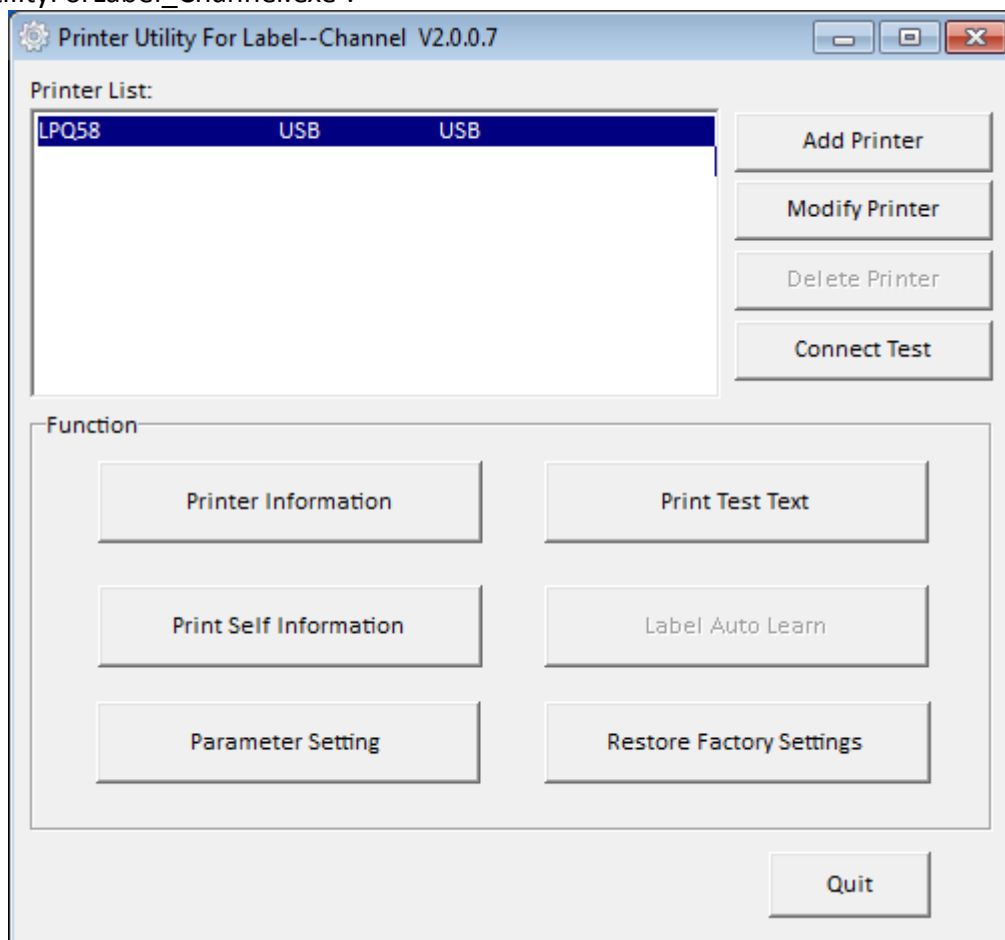 Printer Utility For Label--Channel V2.0.0.7
Printer List:
LPQ58 USB USB
Add Printer
Modify Printer
Delete Printer
Connect Test
Function
Printer Information
Print Test Text
Print Self Information
Label Auto Learn
Parameter Setting
Restore Factory Settings
Quit